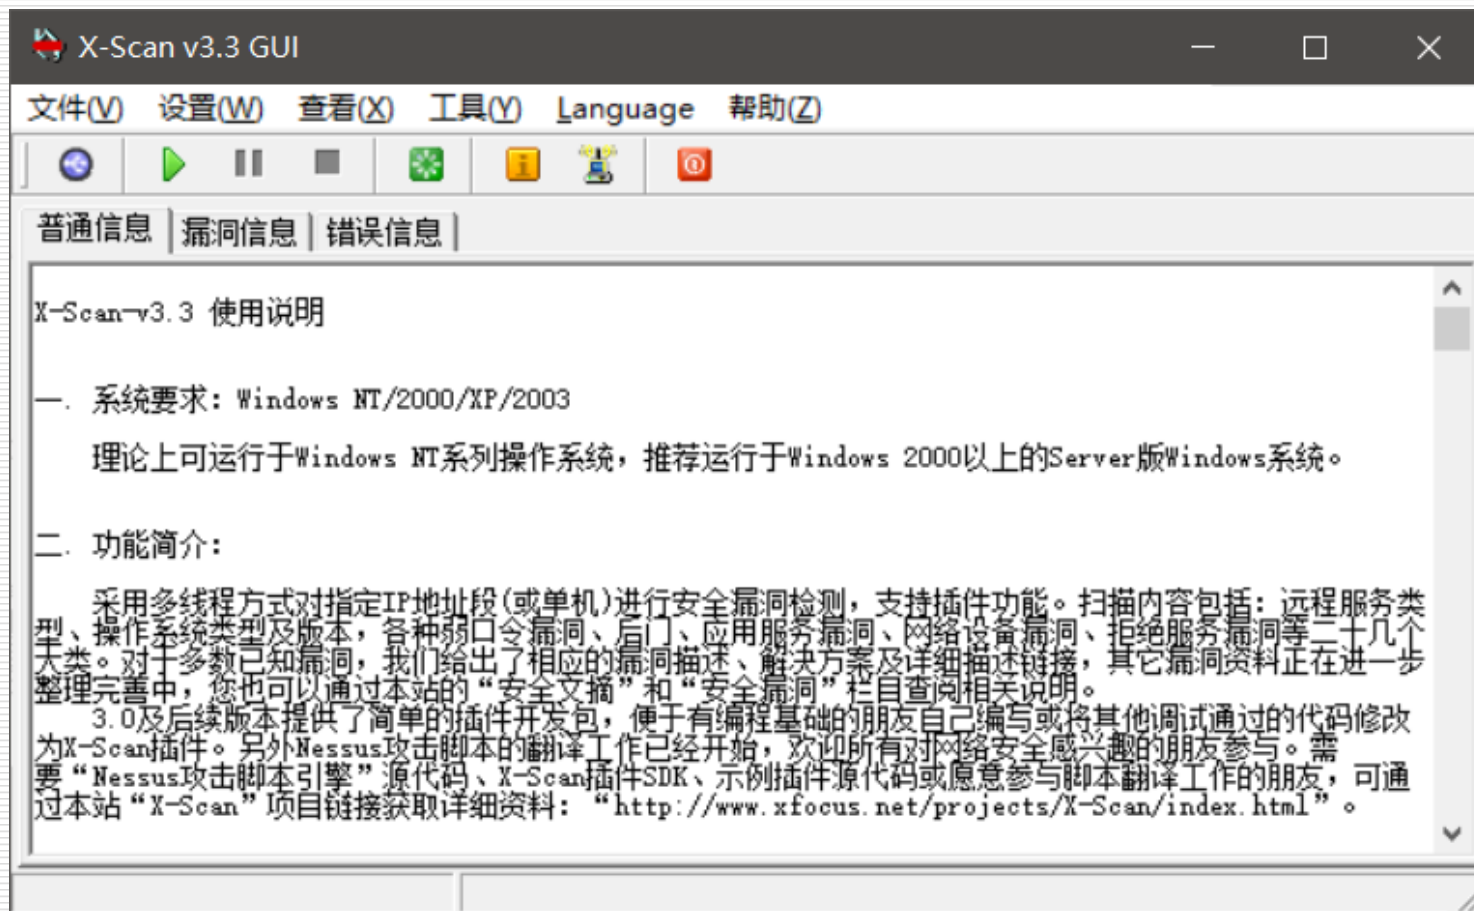 X-Scan v3.3 GUI
文件(V) 设置(W) 查看(X) 工具(Y) Language 帮助(Z)
普通信息 漏洞信息 错误信息
X-Scan-v3.3 使用说明
一. 系统要求: Windows NT/2000/XP/2003
理论上可运行于Windows NT系列操作系统，推荐运行于Windows 2000以上的Server版Windows系统。
二. 功能简介:
采用多线程方式对指定IP地址段(或单机)进行安全漏洞检测，支持插件功能。扫描内容包括：远程服务类
型、操作系统类型及版本，各种弱口令漏洞、后门、应用服务漏洞、网络设备漏洞、拒绝服务漏洞等二十几个
大类。对于多数已知漏洞，我们给出了相应的漏洞描述、解决方案及详细描述链接，其它漏洞资料正在进一步
整理完善中，您也可以通过本站的“安全文摘”和“安全漏洞”栏目查阅相关说明。
3.0及后续版本提供了简单的插件开发包，便于有编程基础的朋友自己编写或将其他调试通过的代码修改
为X-Scan插件。另外Nessus攻击脚本的翻译工作已经开始，欢迎所有对网络安全感兴趣的朋友参与。需
要“Nessus攻击脚本引擎”源代码、X-Scan插件SDK、示例插件源代码或愿意参与脚本翻译工作的朋友，可通
过本站“X-Scan”项目链接获取详细资料：“http://www.xfocus.net/projects/X-Scan/index.html”。